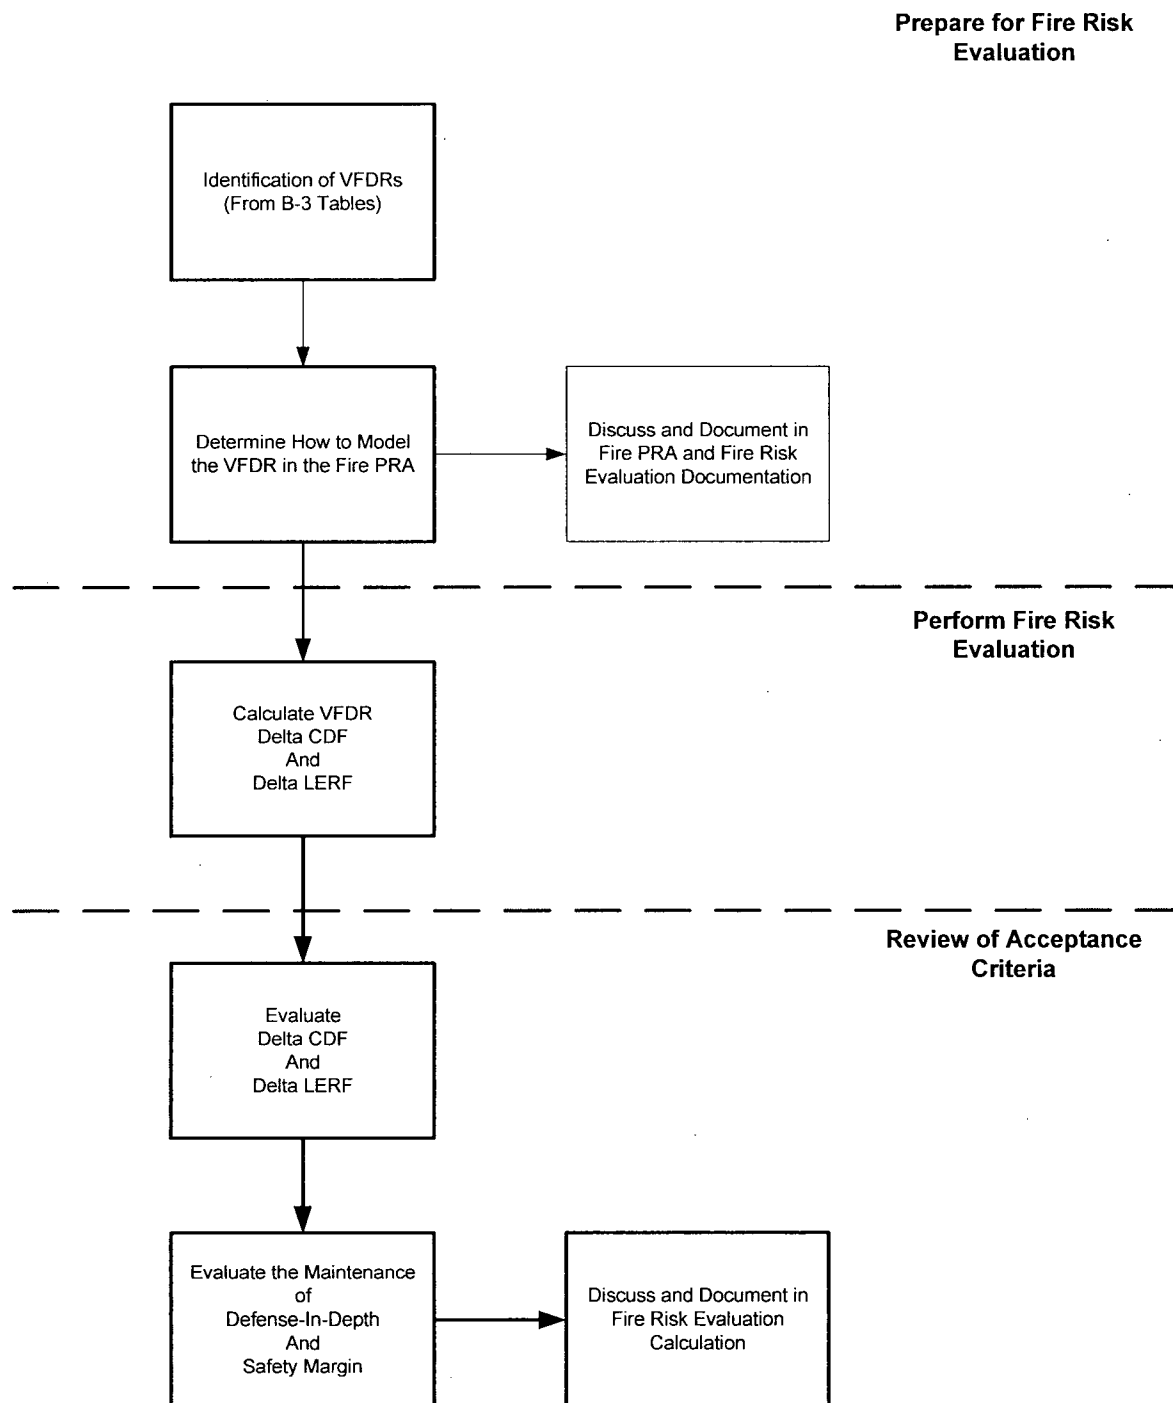 Prepare for Fire Risk
Evaluation
Identification of VFDRs
(From B-3 Tables)
Determine How to Model
the VFDR in the Fire PRA
Discuss and Document in
Fire PRA and Fire Risk
Evaluation Documentation
Perform Fire Risk
Evaluation
Calculate VFDR
Delta CDF
And
Delta LERF
Review of Acceptance
Criteria
Evaluate
Delta CDF
And
Delta LERF
Evaluate the Maintenance
of
Defense-In-Depth
And
Safety Margin
Discuss and Document in
Fire Risk Evaluation
Calculation